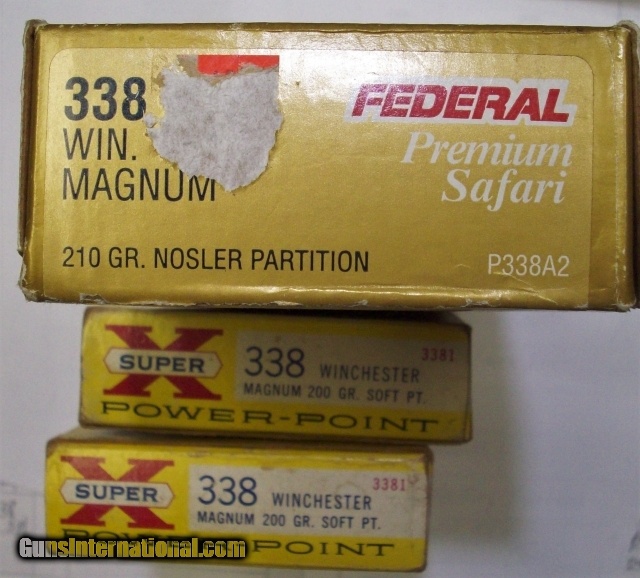 338
WIN.
MAGNUM
FEDERAL
Premium
Safari
210 GR. NOSLER PARTITION
P338A2
X
SUPER
338 WINCHESTER
3381
MAGNUM 200 GR. SOFT PT.
POWER-POINT
X
SUPER
338 WINCHESTER
3381
MAGNUM 200 GR. SOFT PT.
POWER-POINT
GunsInternational.com